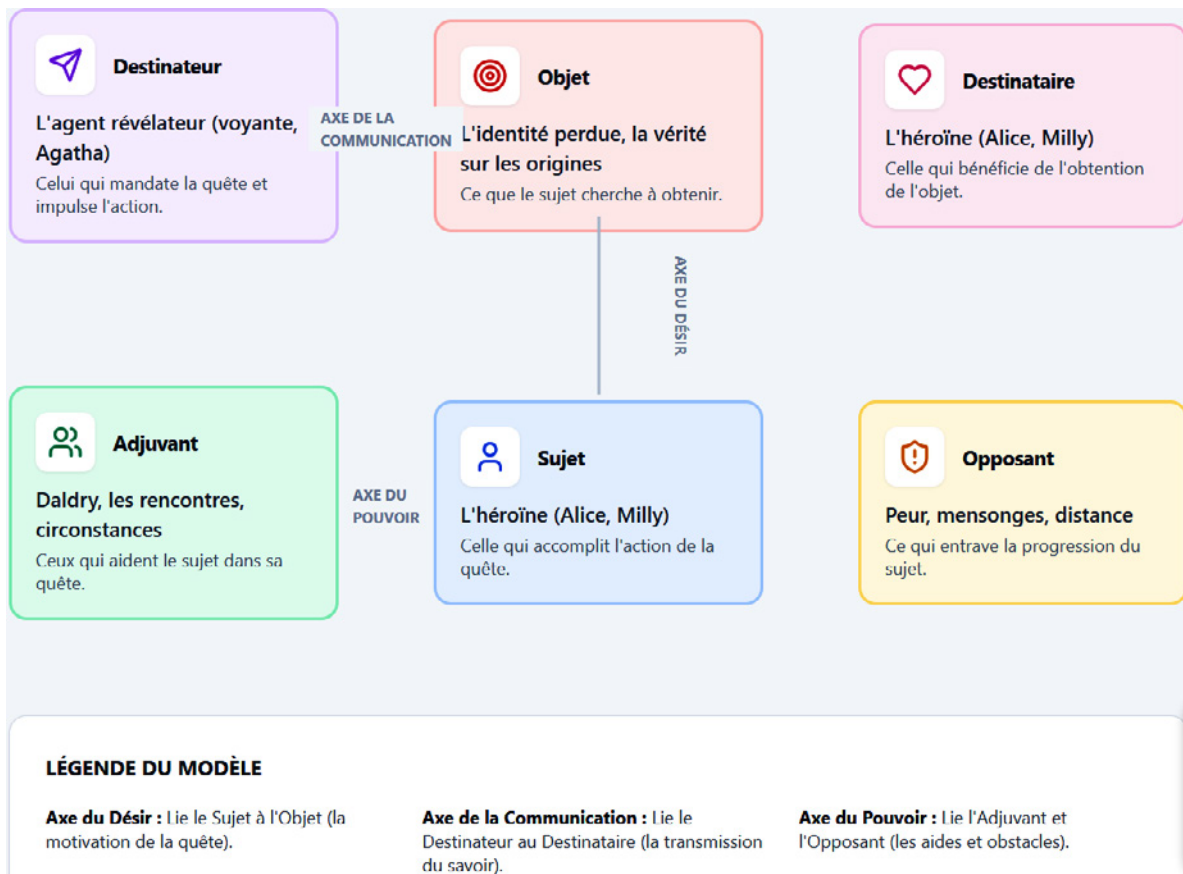 Destinateur
L'agent révélateur (voyante,
Agatha)
Celui qui mandate la quête et
impulse l'action.
AXE DE LA
COMMUNICATION
Objet
L'identité perdue, la vérité
sur les origines
Ce que le sujet cherche à obtenir.
Destinataire
L'héroïne (Alice, Milly)
Celle qui bénéficie de l'obtention
de l'objet.
AXE DU DÉSIR
Adjuvant
Daldry, les rencontres,
circonstances
Ceux qui aident le sujet dans sa
quête.
AXE DU
POUVOIR
Sujet
L'héroïne (Alice, Milly)
Celle qui accomplit l'action de la
quête.
Opposant
Peur, mensonges, distance
Ce qui entrave la progression du
sujet.
LÉGENDE DU MODÈLE
Axe du Désir : Lie le Sujet à l'Objet (la
motivation de la quête).
Axe de la Communication : Lie le
Destinateur au Destinataire (la transmission
du savoir).
Axe du Pouvoir : Lie l'Adjuvant et
l'Opposant (les aides et obstacles).